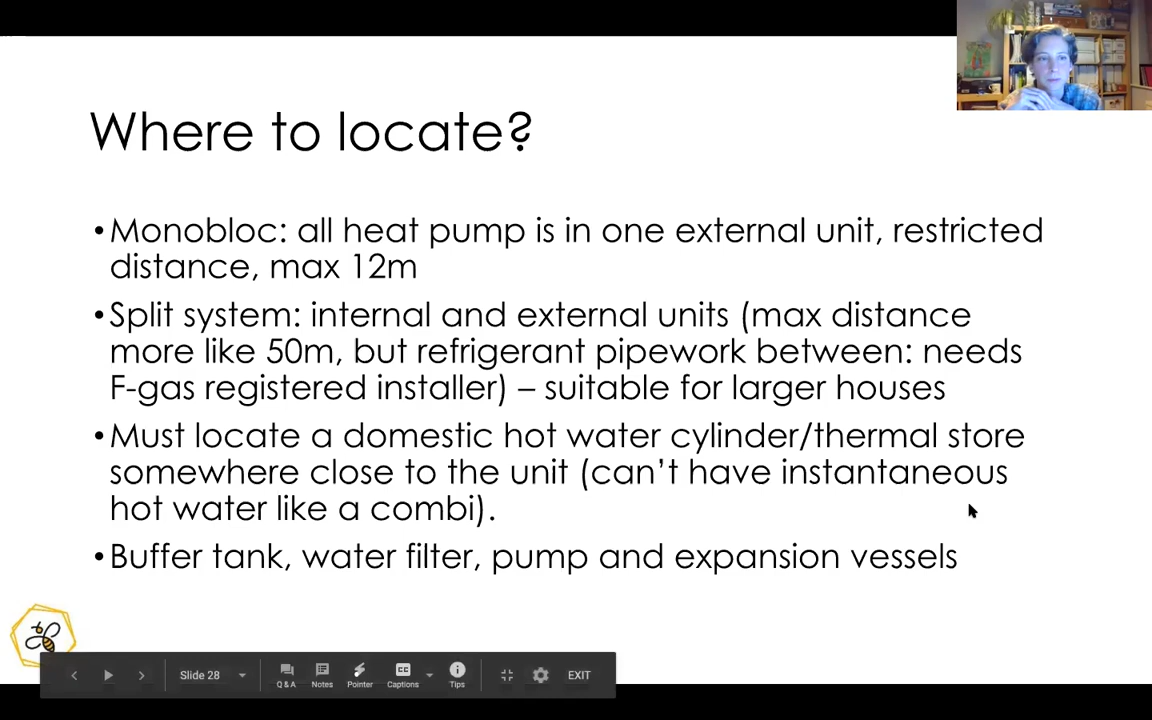 Where to locate?
•Monobloc: all heat pump is in one external unit, restricted
distance, max 12m
•Split system: internal and external units (max distance
more like 50m, but refrigerant pipework between: needs
F-gas registered installer) – suitable for larger houses
•Must locate a domestic hot water cylinder/thermal store
somewhere close to the unit (can’t have instantaneous
hot water like a combi).
•Buffer tank, water filter, pump and expansion vessels
Slide 28
Q & A
Notes
Pointer
CC
Captions
Tips
EXIT